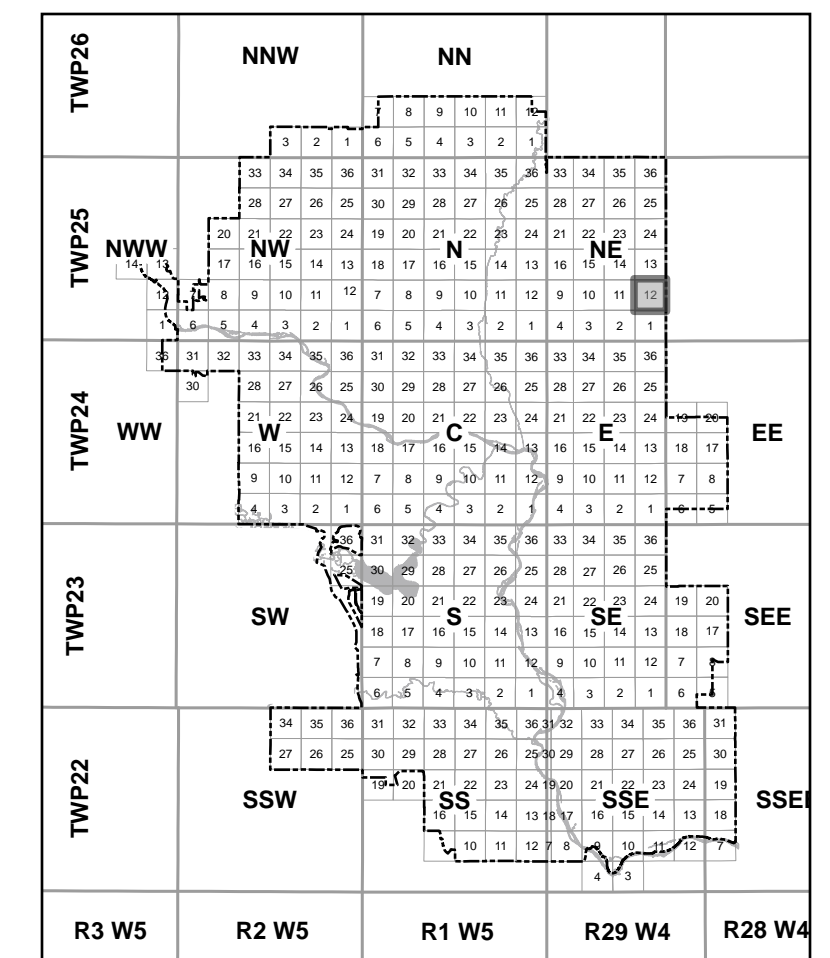 NNW NN
TWP26
7 8 9 10 11 12
3 2 1 6 5 4 3 2 1
33 34 35 36 31 32 33 34 35 36 33 34 35 36
28 27 26 25 30 29 28 27 26 25 28 27 26 25
20 21 22 23 24 19 20 21 22 23 24 21 22 23 24
TWP25
NWW NW N NE
14 13 17 16 15 14 13 18 17 16 15 14 13 16 15 14 13
12 7 8 9 10 11 12 7 8 9 10 11 12 9 10 11 12
1 6 5 4 3 2 1 6 5 4 3 2 1 4 3 2 1
36 31 32 33 34 35 36 31 32 33 34 35 36 33 34 35 36
30 28 27 26 25 30 29 28 27 26 25 28 27 26 25
21 22 23 24 19 20 21 22 23 24 21 22 23 24 19 20
TWP24
WW W C E EE
16 15 14 13 18 17 16 15 14 13 16 15 14 13 18 17
9 10 11 12 7 8 9 10 11 12 9 10 11 12 7 8
4 3 2 1 6 5 4 3 2 1 4 3 2 1 6 5
36 31 32 33 34 35 36 33 34 35 36
25 30 29 28 27 26 25 28 27 26 25
19 20 21 22 23 24 21 22 23 24 19 20
TWP23
SW S SE SEE
18 17 16 15 14 13 16 15 14 13 18 17
7 8 9 10 11 12 9 10 11 12 7 8
6 5 4 3 2 1 4 3 2 1 6
34 35 36 31 32 33 34 35 36 31 32 33 34 35 36 31
27 26 25 30 29 28 27 26 25 30 29 28 27 26 25 30
19 20 21 22 23 24 19 20 21 22 23 24 19
TWP22
SSW SS SSE SSEE
16 15 14 13 18 17 16 15 14 13 18
10 11 12 7 8 9 10 11 12 7
4 3
R3 W5 R2 W5 R1 W5 R29 W4 R28 W4